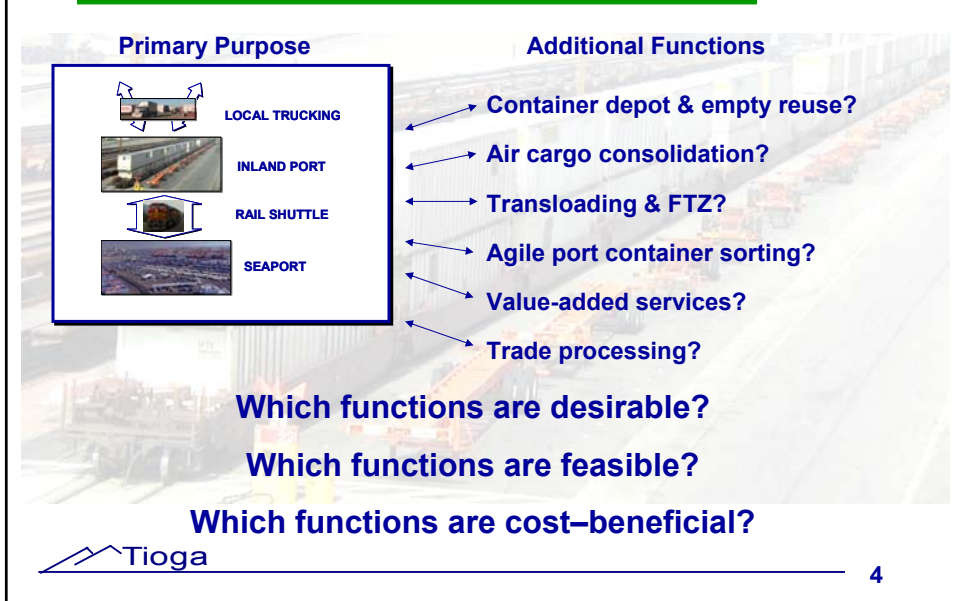 Primary Purpose
Additional Functions
LOCAL TRUCKING
INLAND PORT
RAIL SHUTTLE
SEAPORT
Container depot & empty reuse?
Air cargo consolidation?
Transloading & FTZ?
Agile port container sorting?
Value-added services?
Trade processing?
Which functions are desirable?
Which functions are feasible?
Which functions are cost–beneficial?
Tioga
4